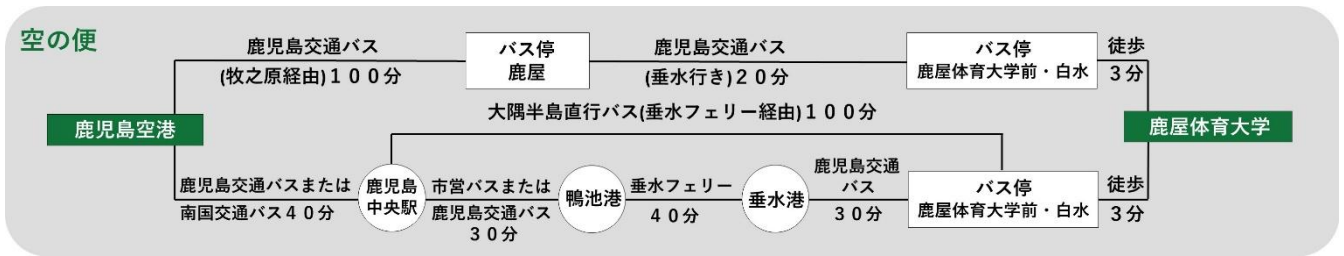 空の便
鹿児島交通バス
(牧之原経由)１００分
バス停
鹿屋
鹿児島交通バス
(垂水行き)２０分
バス停
鹿屋体育大学前・白水
徒歩
３分
大隅半島直行バス(垂水フェリー経由)１００分
鹿児島空港
鹿屋体育大学
鹿児島交通バスまたは
南国交通バス４０分
鹿児島
中央駅
市営バスまたは
鹿児島交通バス
３０分
鴨池港
垂水フェリー
４０分
垂水港
鹿児島交通
バス
３０分
バス停
鹿屋体育大学前・白水
徒歩
３分